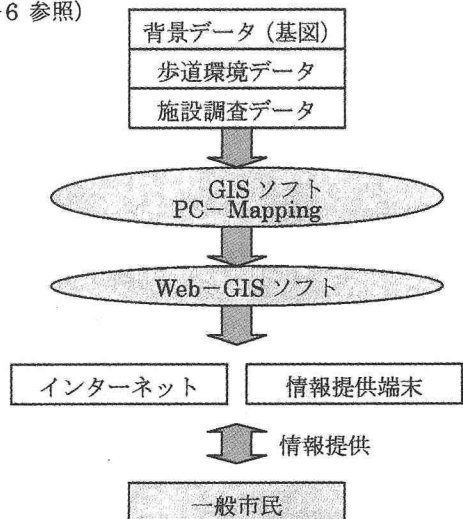 6 参照)
背景データ (基図)
歩道環境データ
施設調査データ
GIS ソフト
PC-Mapping
Web-GIS ソフト
インターネット
情報提供端末
情報提供
一般市民